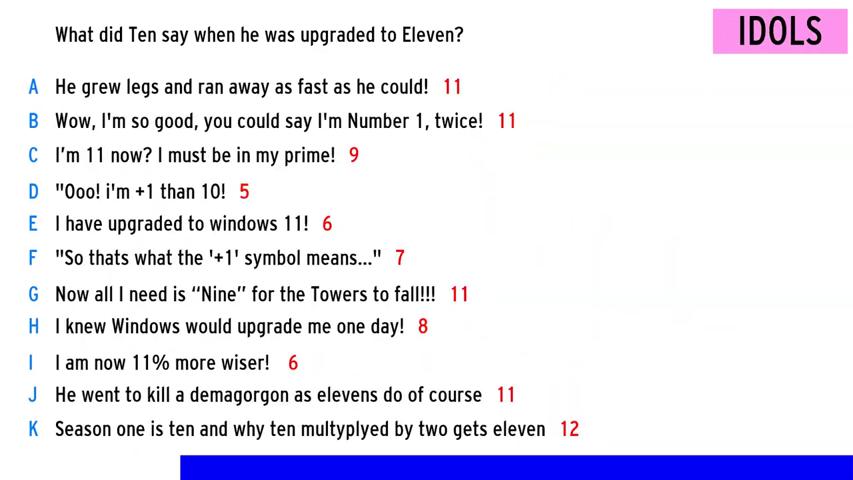 What did Ten say when he was upgraded to Eleven?
IDOLS
A He grew legs and ran away as fast as he could! 11
B Wow, I'm so good, you could say I'm Number 1, twice! 11
C I’m 11 now? I must be in my prime! 9
D "Ooo! i'm +1 than 10! 5
E I have upgraded to windows 11! 6
F "So thats what the '+1' symbol means..." 7
G Now all I need is “Nine” for the Towers to fall!!! 11
H I knew Windows would upgrade me one day! 8
I I am now 11% more wiser! 6
J He went to kill a demagorgon as elevens do of course 11
K Season one is ten and why ten multyplyed by two gets eleven 12